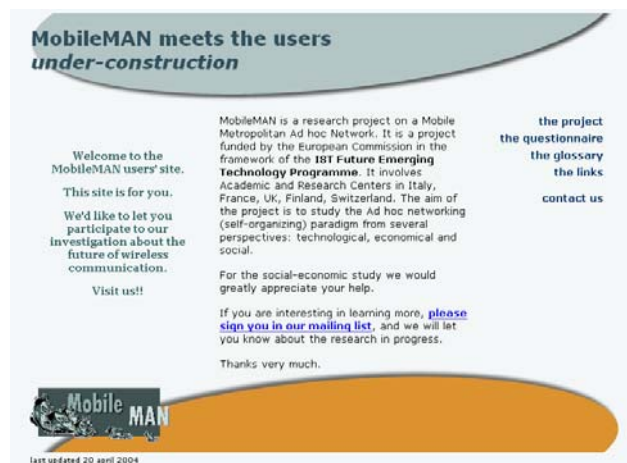 MobileMAN meets the users
under-construction
Welcome to the
MobileMAN users' site.
This site is for you.
We'd like to let you
participate to our
investigation about the
future of wireless
communication.
Visit us!!
MobileMAN is a research project on a Mobile
Metropolitan Ad hoc Network. It is a project
funded by the European Commission in the
framework of the IST Future Emerging
Technology Programme. It involves
Academic and Research Centers in Italy,
France, UK, Finland, Switzerland. The aim of
the project is to study the Ad hoc networking
(self-organizing) paradigm from several
perspectives: technological, economical and
social.
For the social-economic study we would
greatly appreciate your help.
If you are interesting in learning more, please
sign you in our mailing list, and we will let
you know about the research in progress.
Thanks very much.
the project
the questionnaire
the glossary
the links
contact us
Mobile MAN
last updated 20 april 2004